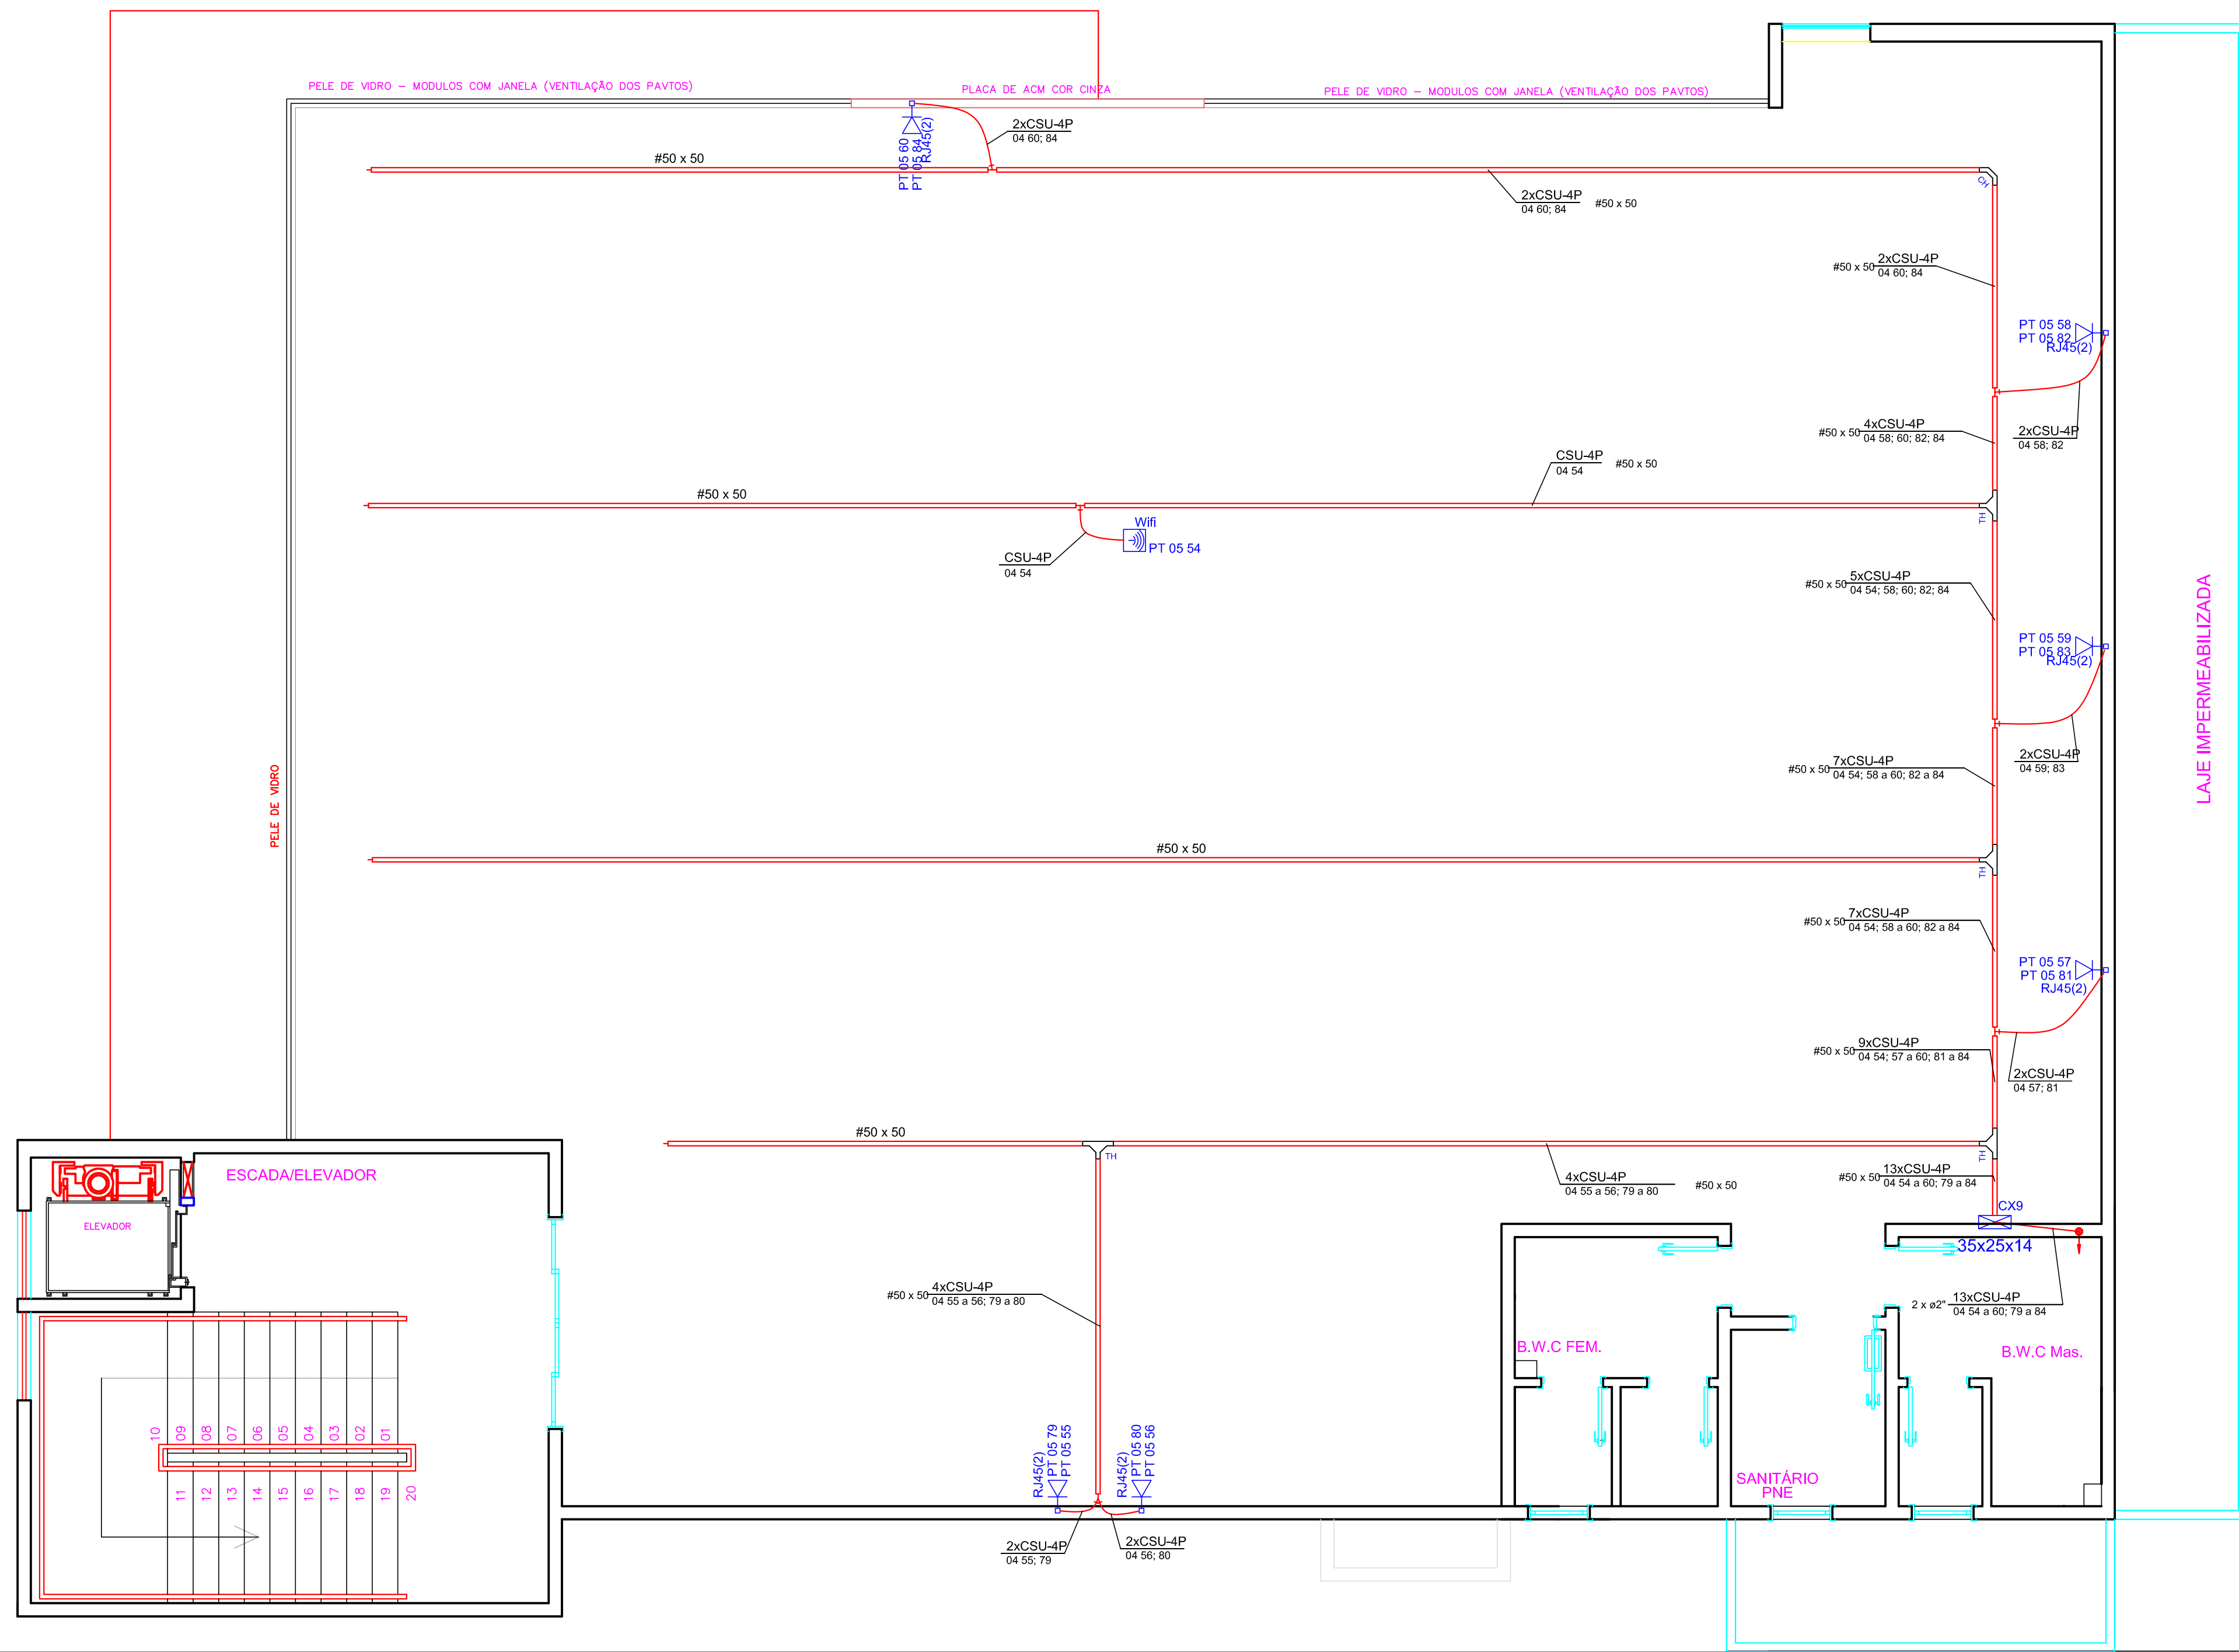 PELE DE VIDRO – MODULOS COM JANELA (VENTILAÇÃO DOS PAVTOS)
PLACA DE ACM COR CINZA
PELE DE VIDRO – MODULOS COM JANELA (VENTILAÇÃO DOS PAVTOS)
2xCSU-4P
04 60; 84
PT 05 60
PT 05 84
RJ45(2)
#50 x 50
2xCSU-4P
04 60; 84
#50 x 50
CH
#50 x 50
2xCSU-4P
04 60; 84
PT 05 58
PT 05 82
RJ45(2)
#50 x 50
4xCSU-4P
04 58; 60; 82; 84
2xCSU-4P
04 58; 82
CSU-4P
04 54
#50 x 50
#50 x 50
TH
Wifi
PT 05 54
CSU-4P
04 54
#50 x 50
5xCSU-4P
04 54; 58; 60; 82; 84
LAJE IMPERMEABILIZADA
PT 05 59
PT 05 83
RJ45(2)
2xCSU-4P
04 59; 83
#50 x 50
7xCSU-4P
04 54; 58 a 60; 82 a 84
PELE DE VIDRO
#50 x 50
TH
#50 x 50
7xCSU-4P
04 54; 58 a 60; 82 a 84
PT 05 57
PT 05 81
RJ45(2)
#50 x 50
9xCSU-4P
04 54; 57 a 60; 81 a 84
2xCSU-4P
04 57; 81
#50 x 50
TH
TH
4xCSU-4P
04 55 a 56; 79 a 80
#50 x 50
#50 x 50
13xCSU-4P
04 54 a 60; 79 a 84
ESCADA/ELEVADOR
ELEVADOR
CX9
35x25x14
#50 x 50
4xCSU-4P
04 55 a 56; 79 a 80
2 x ø2"
13xCSU-4P
04 54 a 60; 79 a 84
B.W.C FEM.
B.W.C Mas.
10
09
08
07
06
05
04
03
02
01
11
12
13
14
15
16
17
18
19
20
RJ45(2)
PT 05 79
PT 05 55
RJ45(2)
PT 05 80
PT 05 56
SANITÁRIO
PNE
2xCSU-4P
04 55; 79
2xCSU-4P
04 56; 80